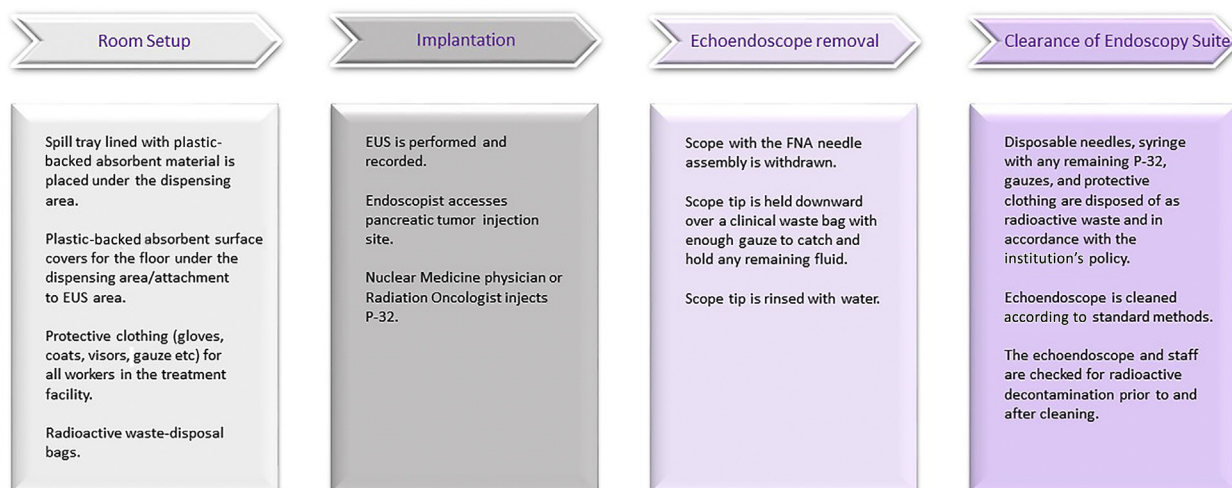 Room Setup
Implantation
Echoendoscope removal
Clearance of Endoscopy Suite
Spill tray lined with plastic-
backed absorbent material is
placed under the dispensing
area.
Plastic-backed absorbent surface
covers for the floor under the
dispensing area/attachment
to EUS area.
Protective clothing (gloves,
coats, visors, gauze etc) for
all workers in the treatment
facility.
Radioactive waste-disposal
bags.
EUS is performed and
recorded.
Endoscopist accesses
pancreatic tumor injection
site.
Nuclear Medicine physician or
Radiation Oncologist injects
P-32.
Scope with the FNA needle
assembly is withdrawn.
Scope tip is held downward
over a clinical waste bag with
enough gauze to catch and
hold any remaining fluid.
Scope tip is rinsed with water.
Disposable needles, syringe
with any remaining P-32,
gauzes, and protective
clothing are disposed of as
radioactive waste and in
accordance with the
institution's policy.
Echoendoscope is cleaned
according to standard methods.
The echoendoscope and staff
are checked for radioactive
decontamination prior to and
after cleaning.